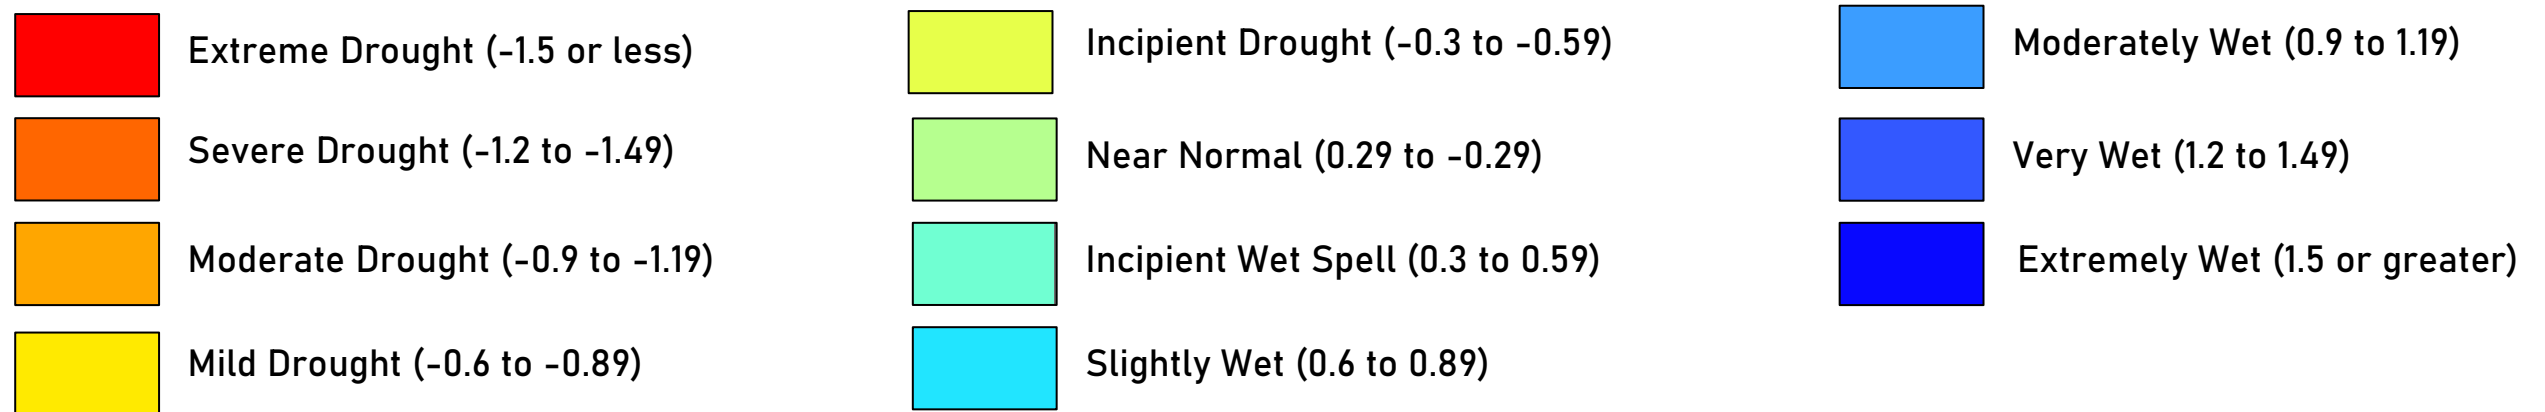 Extreme Drought (-1.5 or less)
Severe Drought (-1.2 to -1.49)
Moderate Drought (-0.9 to -1.19)
Mild Drought (-0.6 to -0.89)
Incipient Drought (-0.3 to -0.59)
Near Normal (0.29 to -0.29)
Incipient Wet Spell (0.3 to 0.59)
Slightly Wet (0.6 to 0.89)
Moderately Wet (0.9 to 1.19)
Very Wet (1.2 to 1.49)
Extremely Wet (1.5 or greater)